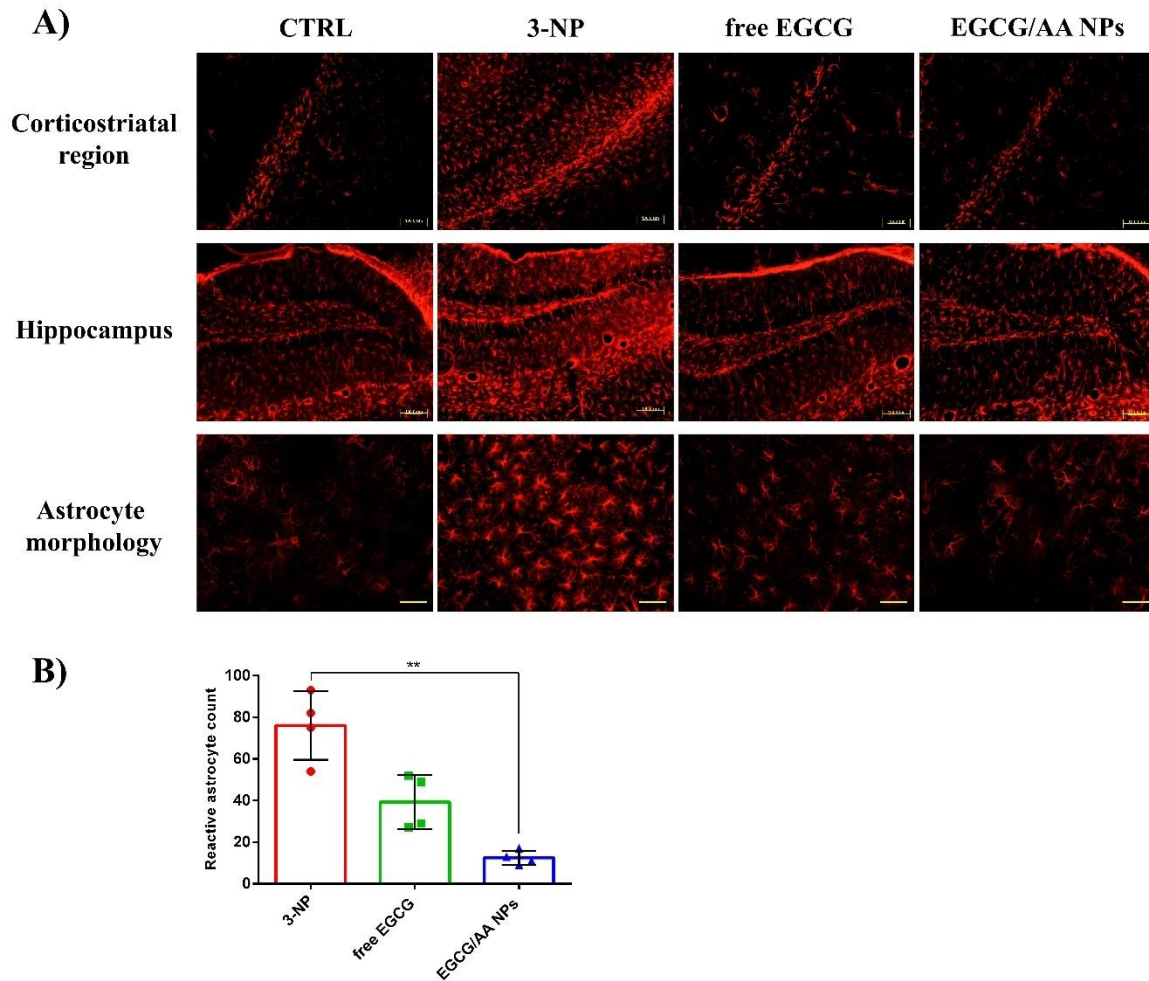 A)
CTRL
3-NP
free EGCG
EGCG/AA NPs
Corticostriatal
region
Hippocampus
Astrocyte
morphology
B)
**
Reactive astrocyte count
100
80
60
40
20
0
3-NP
free EGCG
EGCG/AA NPs